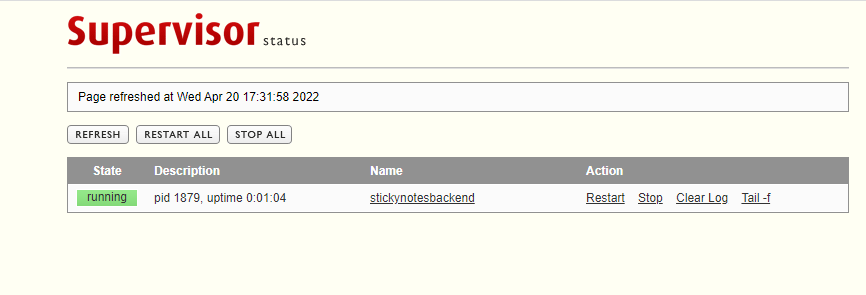 Supervisor status
Page refreshed at Wed Apr 20 17:31:58 2022
REFRESH RESTART ALL STOP ALL
State Description Name Action
running pid 1879, uptime 0:01:04 stickynotesbackend Restart Stop Clear Log Tail -f